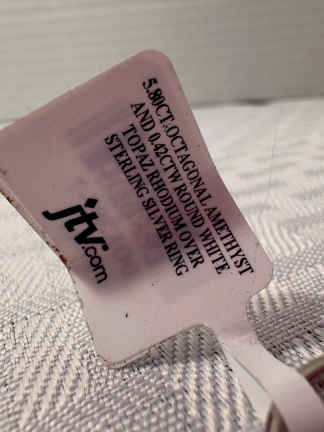 5.80CT.OCTAGONAL AMETHYST
AND 0.42CTW ROUND WHITE
TOPAZ RHODIUM OVER
STERLING SILVER RING
jtv.com